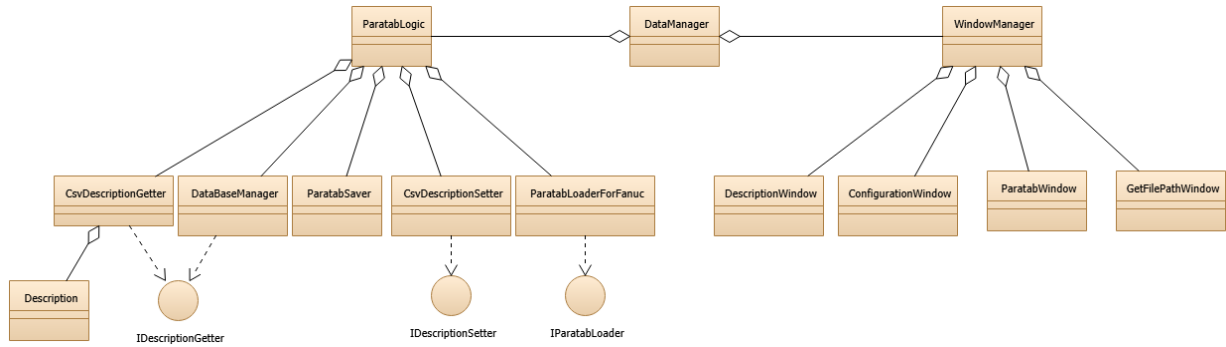 ParatabLogic
DataManager
WindowManager
CsvDescriptionGetter
DataBaseManager
ParatabSaver
CsvDescriptionSetter
ParatabLoaderForFanuc
DescriptionWindow
ConfigurationWindow
ParatabWindow
GetFilePathWindow
Description
IDescriptionGetter
IDescriptionSetter
IParatabLoader